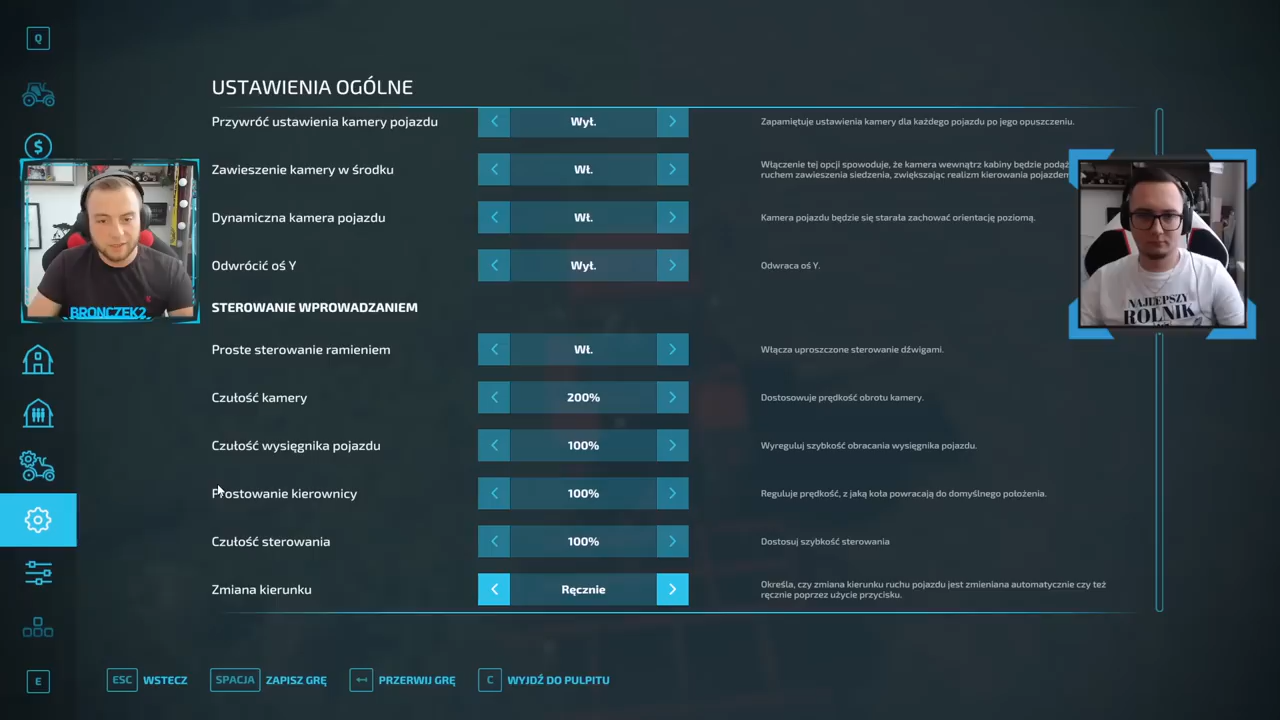 Q
USTAWIENIA OGÓLNE
Przywróć ustawienia kamery pojazdu
Wył.
Zapamiętuje ustawienia kamery dla każdego pojazdu po jego opuszczeniu.
Zawieszenie kamery w środku
Wł.
Włączenie tej opcji spowoduje, że kamera wewnątrz kabiny będzie
ruchem zawieszenia siedzenia, zwiększając realizm kierowania
Dynamiczna kamera pojazdu
Wł.
Kamera pojazdu będzie się starała zachować orientację poziomą.
Odwrócić oś Y
Wył.
Odwraca oś Y.
STEROWANIE WPROWADZANIEM
BRONCZEK2
NAJLEPSZY
ROLNIK
Proste sterowanie ramieniem
Wł.
Włącza uproszczone sterowanie dźwigami.
Czułość kamery
200%
Dostosowuje prędkość obrotu kamery.
Czułość wysięgnika pojazdu
100%
Wyreguluj szybkość obracania wysięgnika pojazdu.
Prostowanie kierownicy
100%
Reguluje prędkość, z jaką koła powracają do domyślnego położenia.
Czułość sterowania
100%
Dostosuj szybkość sterowania
Zmiana kierunku
Ręcznie
Określa, czy zmiana kierunku ruchu pojazdu jest zmieniana automatycznie czy też
ręcznie poprzez użycie przycisku.
E
ESC WSTECZ SPACJA ZAPISZ GRĘ PRZERWIJ GRĘ C WYJDŹ DO PULPITU